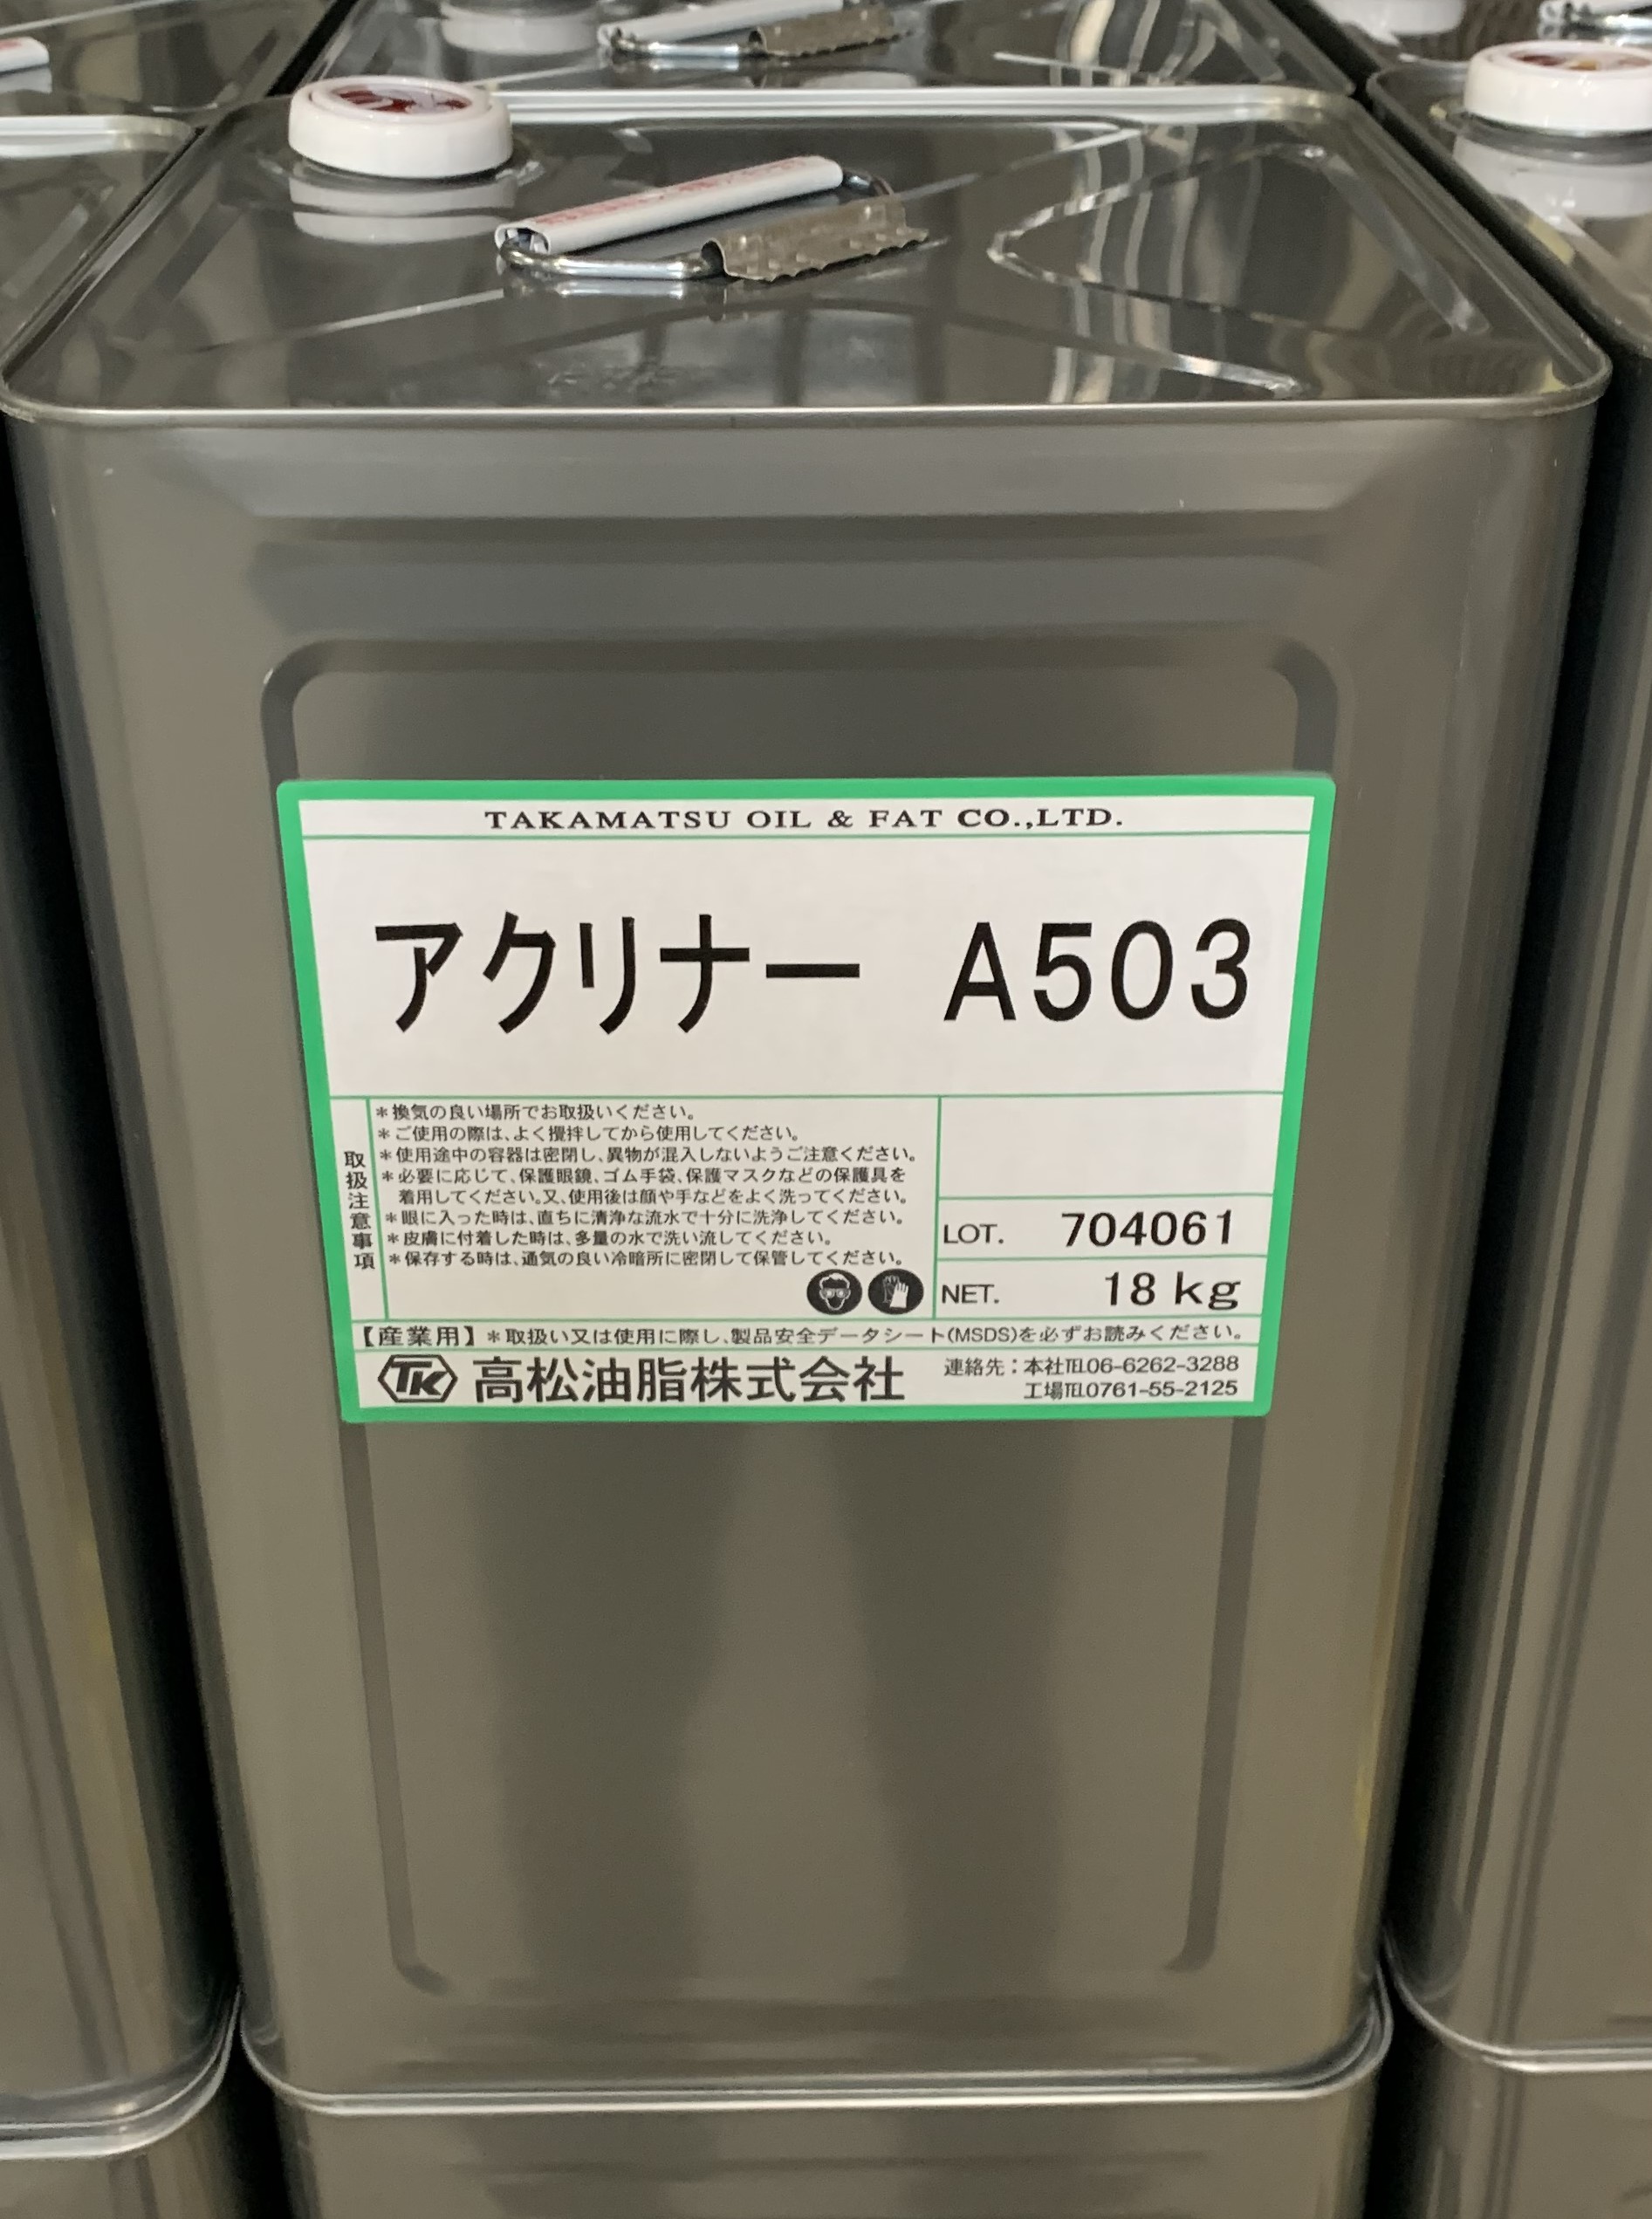 TAKAMATSU OIL & FAT CO.,LTD.
アクリナー A503
取扱注意事項
＊換気の良い場所でお取扱いください。
＊ご使用の際は、よく攪拌してから使用してください。
＊使用途中の容器は密閉し、異物が混入しないようご注意ください。
＊必要に応じて、保護眼鏡、ゴム手袋、保護マスクなどの保護具を
着用してください。又、使用後は顔や手などをよく洗ってください。
＊眼に入った時は、直ちに清浄な流水で十分に洗浄してください。
＊皮膚に付着した時は、多量の水で洗い流してください。
＊保存する時は、通気の良い冷暗所に密閉して保管してください。
LOT. 704061
NET. 18 kg
【産業用】＊取扱い又は使用に際し、製品安全データシート(MSDS)を必ずお読みください。
TK 高松油脂株式会社
連絡先：本社℡06-6262-3288
工場℡0761-55-2125